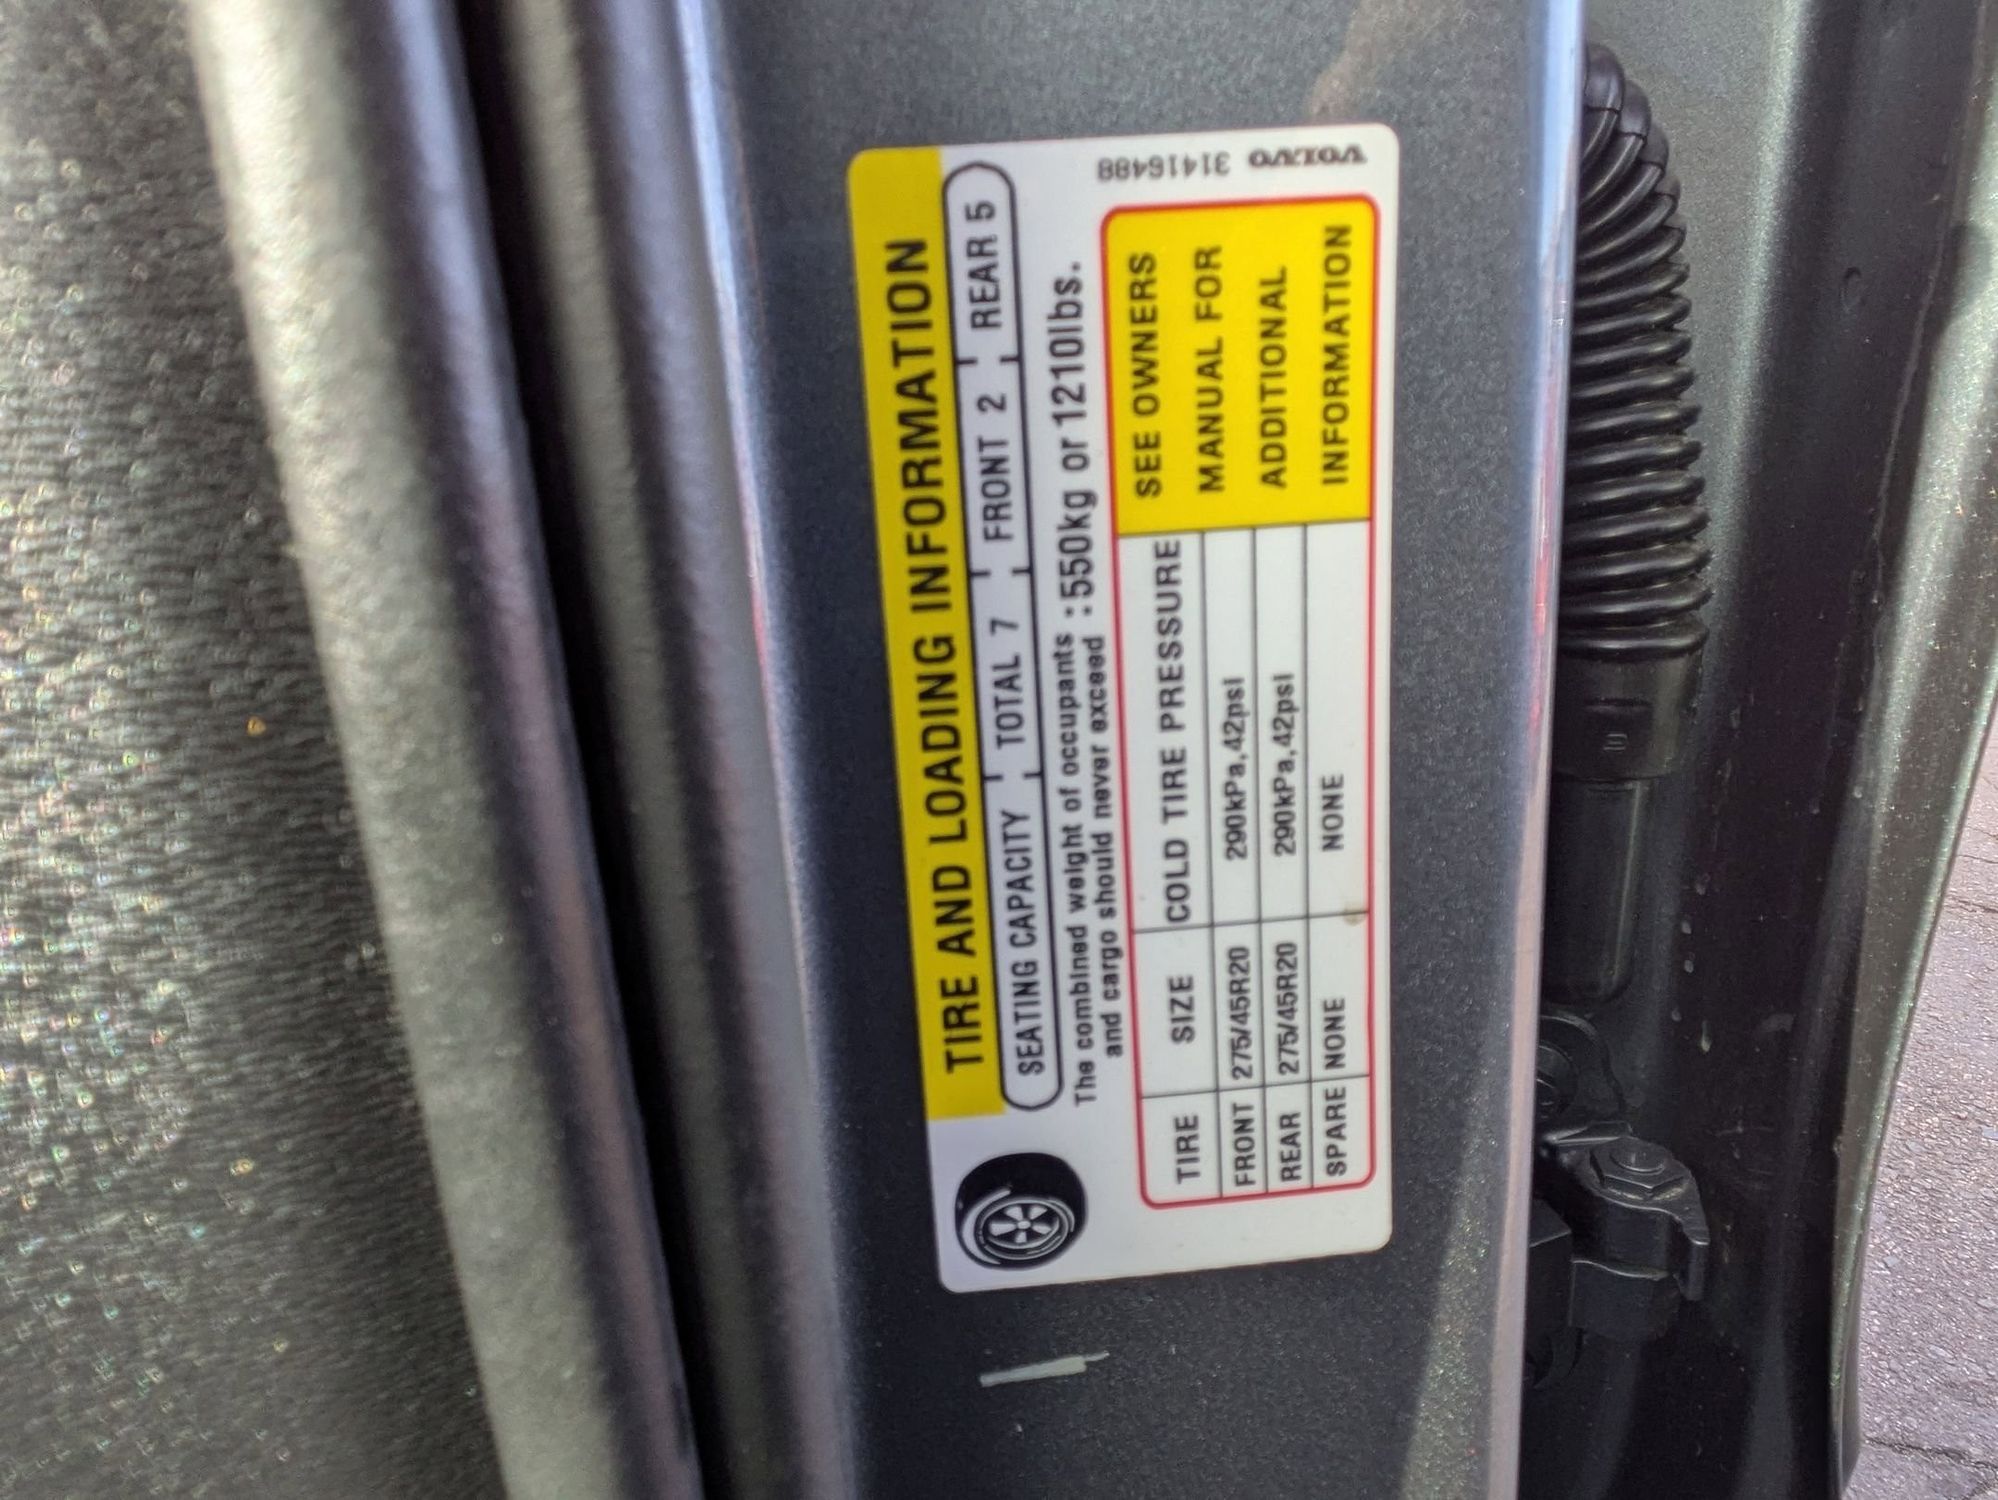 TIRE AND LOADING INFORMATION
SEATING CAPACITY TOTAL 7 FRONT 2 REAR 5
The combined weight of occupants
and cargo should never exceed :550kg or 1210lbs.
TIRE SIZE COLD TIRE PRESSURE
FRONT 275/45R20 290kPa,42psI
REAR 275/45R20 290kPa,42psI
SPARE NONE NONE
SEE OWNERS
MANUAL FOR
ADDITIONAL
INFORMATION
VOLVO 31416488